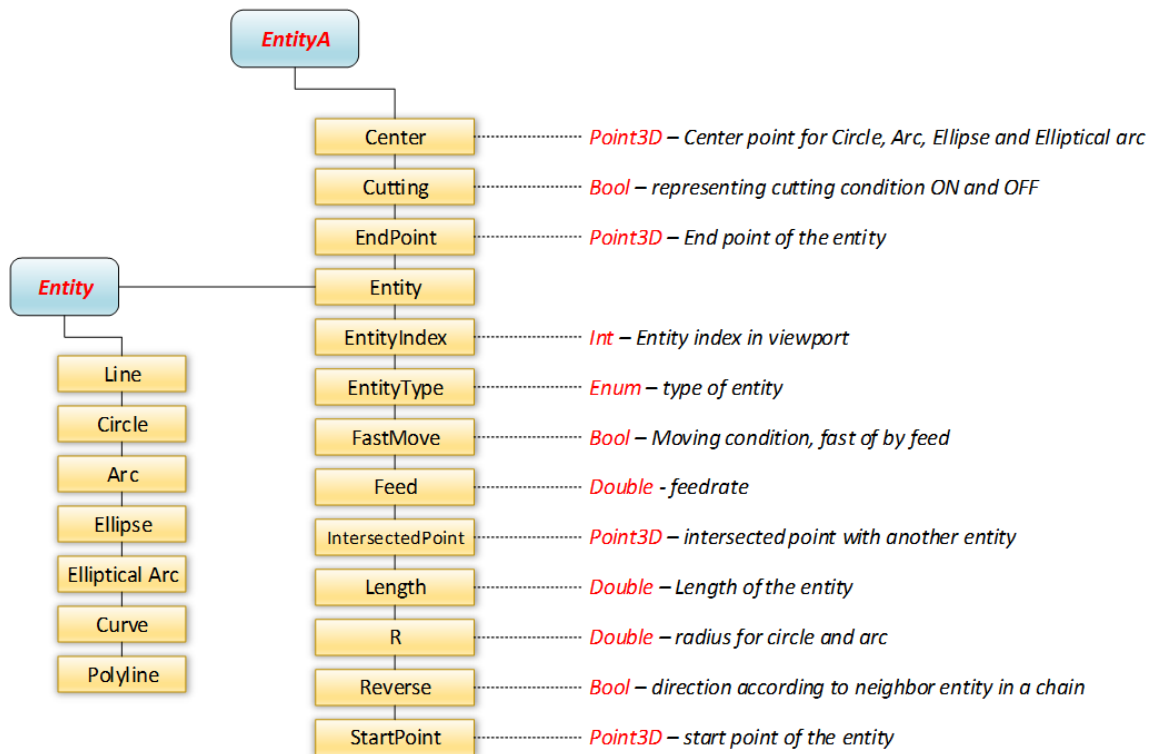 EntityA
Center Point3D – Center point for Circle, Arc, Ellipse and Elliptical arc
Cutting Bool – representing cutting condition ON and OFF
EndPoint Point3D – End point of the entity
Entity Entity
EntityIndex Int – Entity index in viewport
Line
EntityType Enum – type of entity
Circle
FastMove Bool – Moving condition, fast of by feed
Arc
Feed Double - feedrate
Ellipse
IntersectedPoint Point3D – intersected point with another entity
Elliptical Arc
Length Double – Length of the entity
Curve
R Double – radius for circle and arc
Polyline
Reverse Bool – direction according to neighbor entity in a chain
StartPoint Point3D – start point of the entity